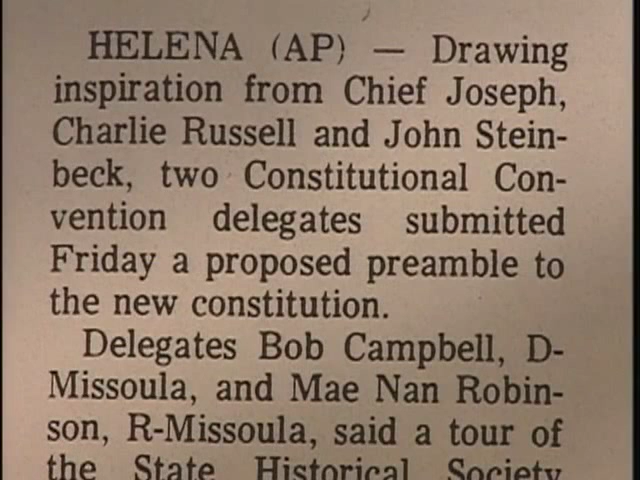 HELENA (AP) — Drawing
inspiration from Chief Joseph,
Charlie Russell and John Stein-
beck, two Constitutional Con-
vention delegates submitted
Friday a proposed preamble to
the new constitution.
Delegates Bob Campbell, D-
Missoula, and Mae Nan Robin-
son, R-Missoula, said a tour of
the State Historical Society